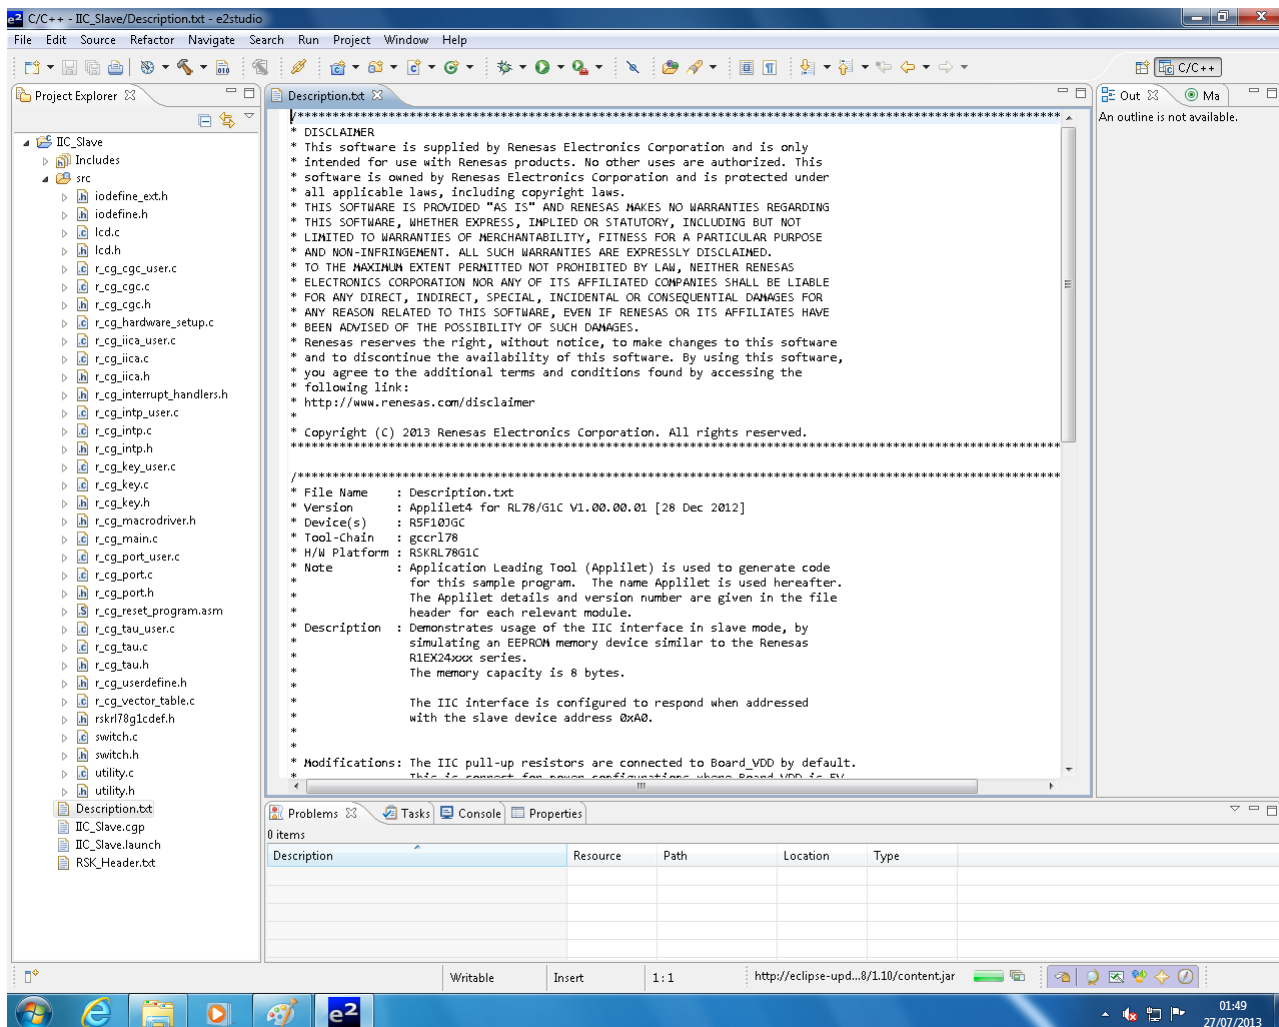 C/C++ - IIC_Slave/Description.txt - e2studio
File Edit Source Refactor Navigate Search Run Project Window Help
C/C++
Project Explorer
Description.txt
Out
Ma
An outline is not available.
IIC_Slave
Includes
src
iodefine_ext.h
iodefine.h
lcd.c
lcd.h
r_cg_cgc_user.c
r_cg_cgc.c
r_cg_cgc.h
r_cg_hardware_setup.c
r_cg_iica_user.c
r_cg_iica.c
r_cg_iica.h
r_cg_interrupt_handlers.h
r_cg_intp_user.c
r_cg_intp.c
r_cg_intp.h
r_cg_key_user.c
r_cg_key.c
r_cg_key.h
r_cg_macrodriver.h
r_cg_main.c
r_cg_port_user.c
r_cg_port.c
r_cg_port.h
r_cg_reset_program.asm
r_cg_tau_user.c
r_cg_tau.c
r_cg_tau.h
r_cg_userdefine.h
r_cg_vector_table.c
rskrl78g1cdef.h
switch.c
switch.h
utility.c
utility.h
Description.txt
IIC_Slave.cgp
IIC_Slave.launch
RSK_Header.txt
* DISCLAIMER
* This software is supplied by Renesas Electronics Corporation and is only
* intended for use with Renesas products. No other uses are authorized. This
* software is owned by Renesas Electronics Corporation and is protected under
* all applicable laws, including copyright laws.
* THIS SOFTWARE IS PROVIDED "AS IS" AND RENESAS MAKES NO WARRANTIES REGARDING
* THIS SOFTWARE, WHETHER EXPRESS, IMPLIED OR STATUTORY, INCLUDING BUT NOT
* LIMITED TO WARRANTIES OF MERCHANTABILITY, FITNESS FOR A PARTICULAR PURPOSE
* AND NON-INFRINGEMENT. ALL SUCH WARRANTIES ARE EXPRESSLY DISCLAIMED.
* TO THE MAXIMUM EXTENT PERMITTED NOT PROHIBITED BY LAW, NEITHER RENESAS
* ELECTRONICS CORPORATION NOR ANY OF ITS AFFILIATED COMPANIES SHALL BE LIABLE
* FOR ANY DIRECT, INDIRECT, SPECIAL, INCIDENTAL OR CONSEQUENTIAL DAMAGES FOR
* ANY REASON RELATED TO THIS SOFTWARE, EVEN IF RENESAS OR ITS AFFILIATES HAVE
* BEEN ADVISED OF THE POSSIBILITY OF SUCH DAMAGES.
* Renesas reserves the right, without notice, to make changes to this software
* and to discontinue the availability of this software. By using this software,
* you agree to the additional terms and conditions found by accessing the
* following link:
* http://www.renesas.com/disclaimer
*
* Copyright (C) 2013 Renesas Electronics Corporation. All rights reserved.
* File Name : Description.txt
* Version : Applilet4 for RL78/G1C V1.00.00.01 [28 Dec 2012]
* Device(s) : R5F10JGC
* Tool-Chain : gccrl78
* H/W Platform : RSKRL78G1C
* Note : Application Leading Tool (Applilet) is used to generate code
* for this sample program. The name Applilet is used hereafter.
* The Applilet details and version number are given in the file
* header for each relevant module.
* Description : Demonstrates usage of the IIC interface in slave mode, by
* simulating an EEPROM memory device similar to the Renesas
* R1EX24xxx series.
* The memory capacity is 8 bytes.
*
* The IIC interface is configured to respond when addressed
* with the slave device address 0xA0.
*
*
* Modifications: The IIC pull-up resistors are connected to Board_VDD by default.
Problems Tasks Console Properties
0 items
Description Resource Path Location Type
Writable Insert 1 : 1 http://eclipse-upd...8/1.10/content.jar
01:49
27/07/2013